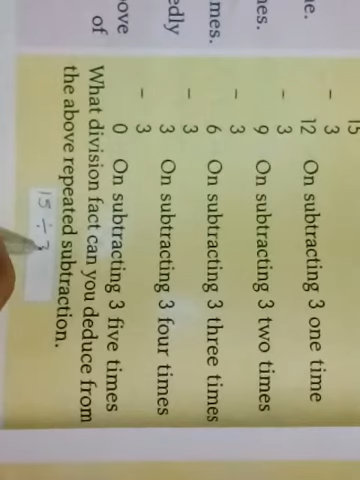 15
- 3
12 On subtracting 3 one time
- 3
9 On subtracting 3 two times
- 3
6 On subtracting 3 three times
- 3
3 On subtracting 3 four times
- 3
0 On subtracting 3 five times
What division fact can you deduce from
the above repeated subtraction.
15 ÷ 3